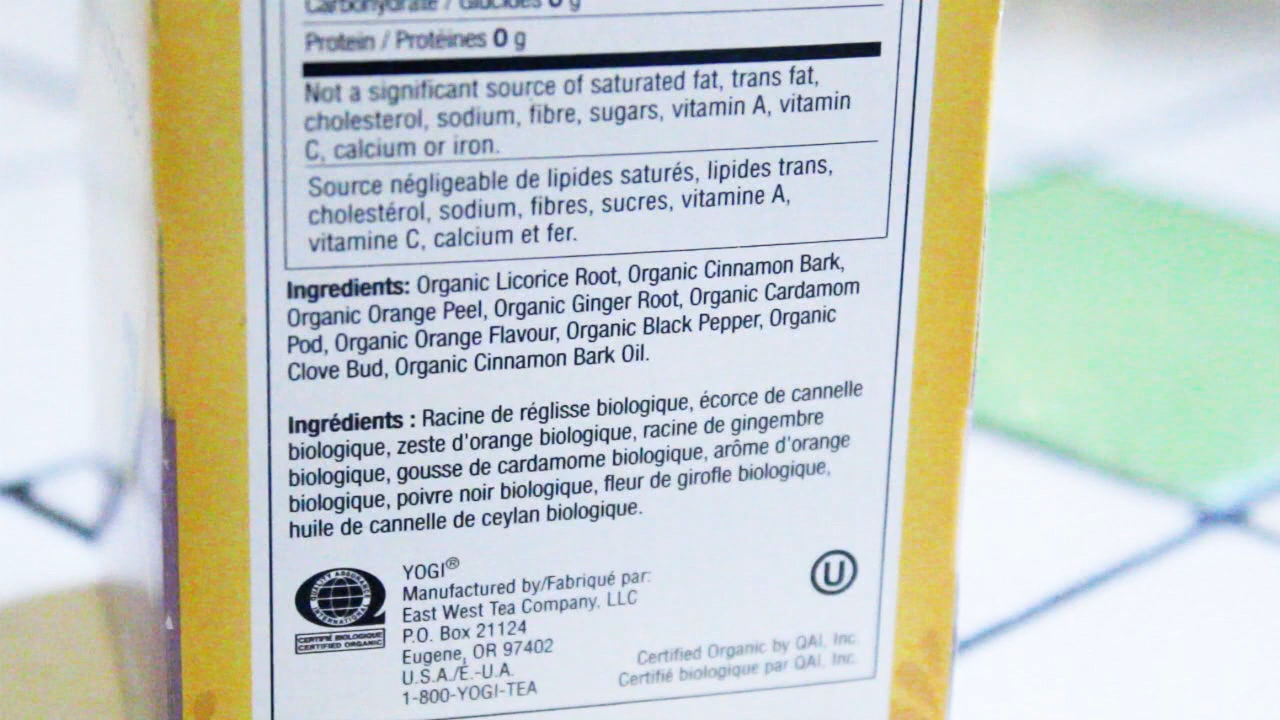 Carbohydrate / Glucides 0 g
Protein / Protéines 0 g
Not a significant source of saturated fat, trans fat,
cholesterol, sodium, fibre, sugars, vitamin A, vitamin
C, calcium or iron.
Source négligeable de lipides saturés, lipides trans,
cholestérol, sodium, fibres, sucres, vitamine A,
vitamine C, calcium et fer.
Ingredients: Organic Licorice Root, Organic Cinnamon Bark,
Organic Orange Peel, Organic Ginger Root, Organic Cardamom
Pod, Organic Orange Flavour, Organic Black Pepper, Organic
Clove Bud, Organic Cinnamon Bark Oil.
Ingrédients : Racine de réglisse biologique, écorce de cannelle
biologique, zeste d'orange biologique, racine de gingembre
biologique, gousse de cardamome biologique, arôme d'orange
biologique, poivre noir biologique, fleur de girofle biologique,
huile de cannelle de ceylan biologique.
QUALITY ASSURANCE
INTERNATIONAL
CERTIFIÉ BIOLOGIQUE
CERTIFIED ORGANIC
YOGI®
Manufactured by/Fabriqué par:
East West Tea Company, LLC
P.O. Box 21124
Eugene, OR 97402
U.S.A./É.-U.A.
1-800-YOGI-TEA
U
Certified Organic by QAI, Inc.
Certifié biologique par QAI, Inc.